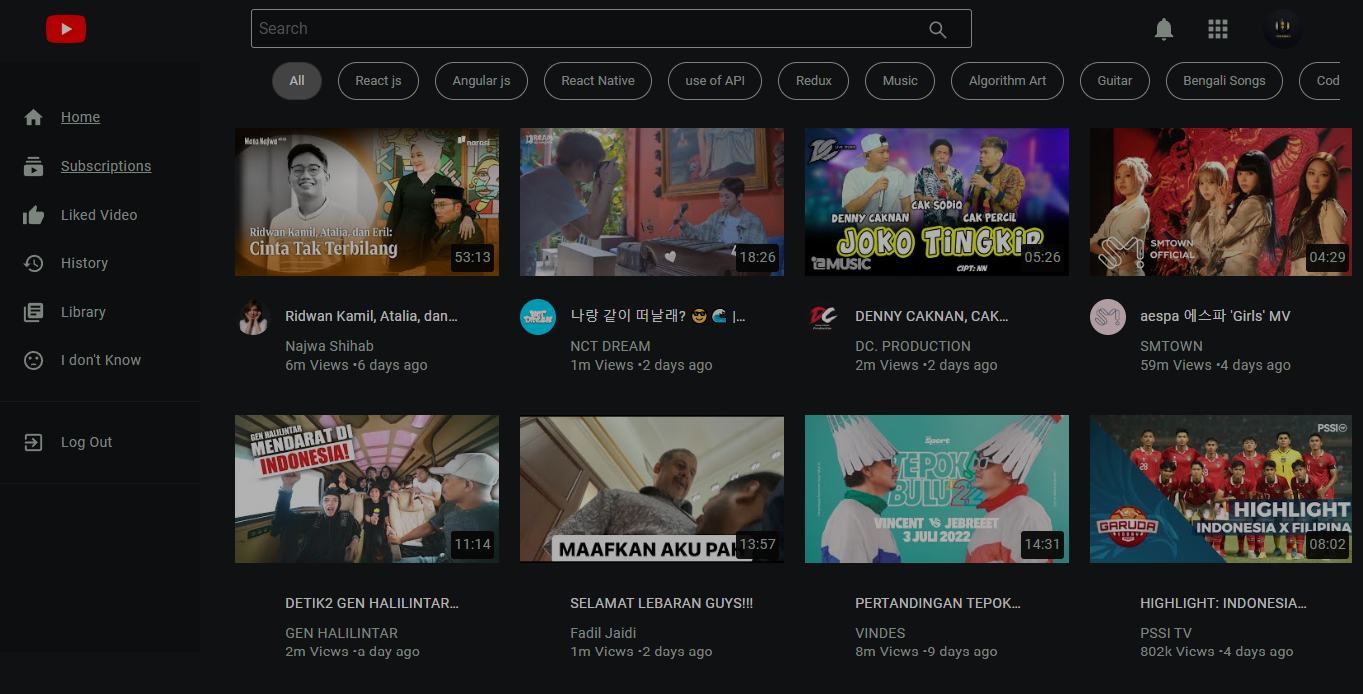 Search
All
React js
Angular js
React Native
use of API
Redux
Music
Algorithm Art
Guitar
Bengali Songs
Cod
Home
Subscriptions
Liked Video
History
Library
I don't Know
Log Out
Mata Najwa
narasi
Ridwan Kamil, Atalia, dan Eril:
Cinta Tak Terbilang
53:13
Ridwan Kamil, Atalia, dan…
Najwa Shihab
6m Views •6 days ago
18:26
NCT DREAM
나랑 같이 떠날래? 😎 🌊 |…
NCT DREAM
1m Views •2 days ago
DENNY CAKNAN
CAK SODIQ
CAK PERCIL
JOKO TINGKIR
MUSIC
CIPT: NN
05:26
DC
DENNY CAKNAN, CAK…
DC. PRODUCTION
2m Views •2 days ago
SMTOWN
OFFICIAL
04:29
aespa 에스파 'Girls' MV
SMTOWN
59m Views •4 days ago
GEN HALILINTAR
MENDARAT DI
INDONESIA!
11:14
DETIK2 GEN HALILINTAR…
GEN HALILINTAR
2m Views •a day ago
MAAFKAN AKU PAK
13:57
SELAMAT LEBARAN GUYS!!!
Fadil Jaidi
1m Views •2 days ago
Sport
TEPOK
BULU 22
VINCENT VS JEBREEET
3 JULI 2022
14:31
PERTANDINGAN TEPOK…
VINDES
8m Views •9 days ago
PSSI
GARUDA
HIGHLIGHT
INDONESIA X FILIPINA
08:02
HIGHLIGHT: INDONESIA…
PSSI TV
802k Views •4 days ago